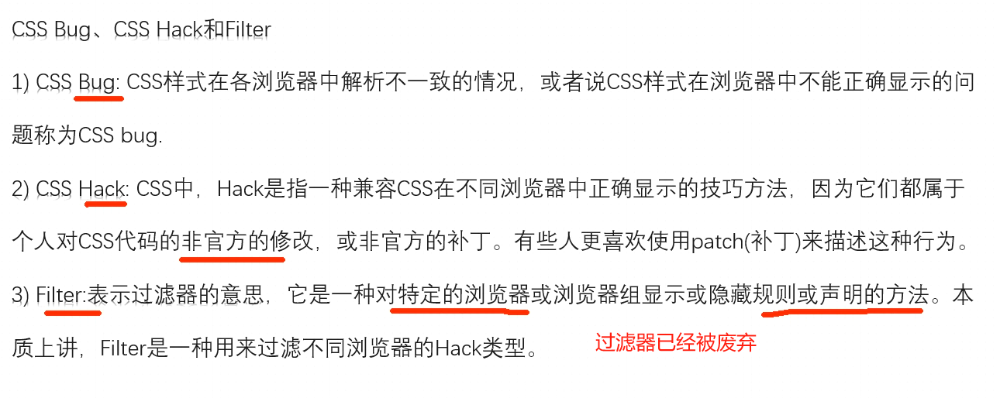 CSS Bug、CSS Hack和Filter
1) CSS Bug: CSS样式在各浏览器中解析不一致的情况，或者说CSS样式在浏览器中不能正确显示的问
题称为CSS bug.
2) CSS Hack: CSS中，Hack是指一种兼容CSS在不同浏览器中正确显示的技巧方法，因为它们都属于
个人对CSS代码的非官方的修改，或非官方的补丁。有些人更喜欢使用patch(补丁)来描述这种行为。
3) Filter:表示过滤器的意思，它是一种对特定的浏览器或浏览器组显示或隐藏规则或声明的方法。本
质上讲，Filter是一种用来过滤不同浏览器的Hack类型。
过滤器已经被废弃